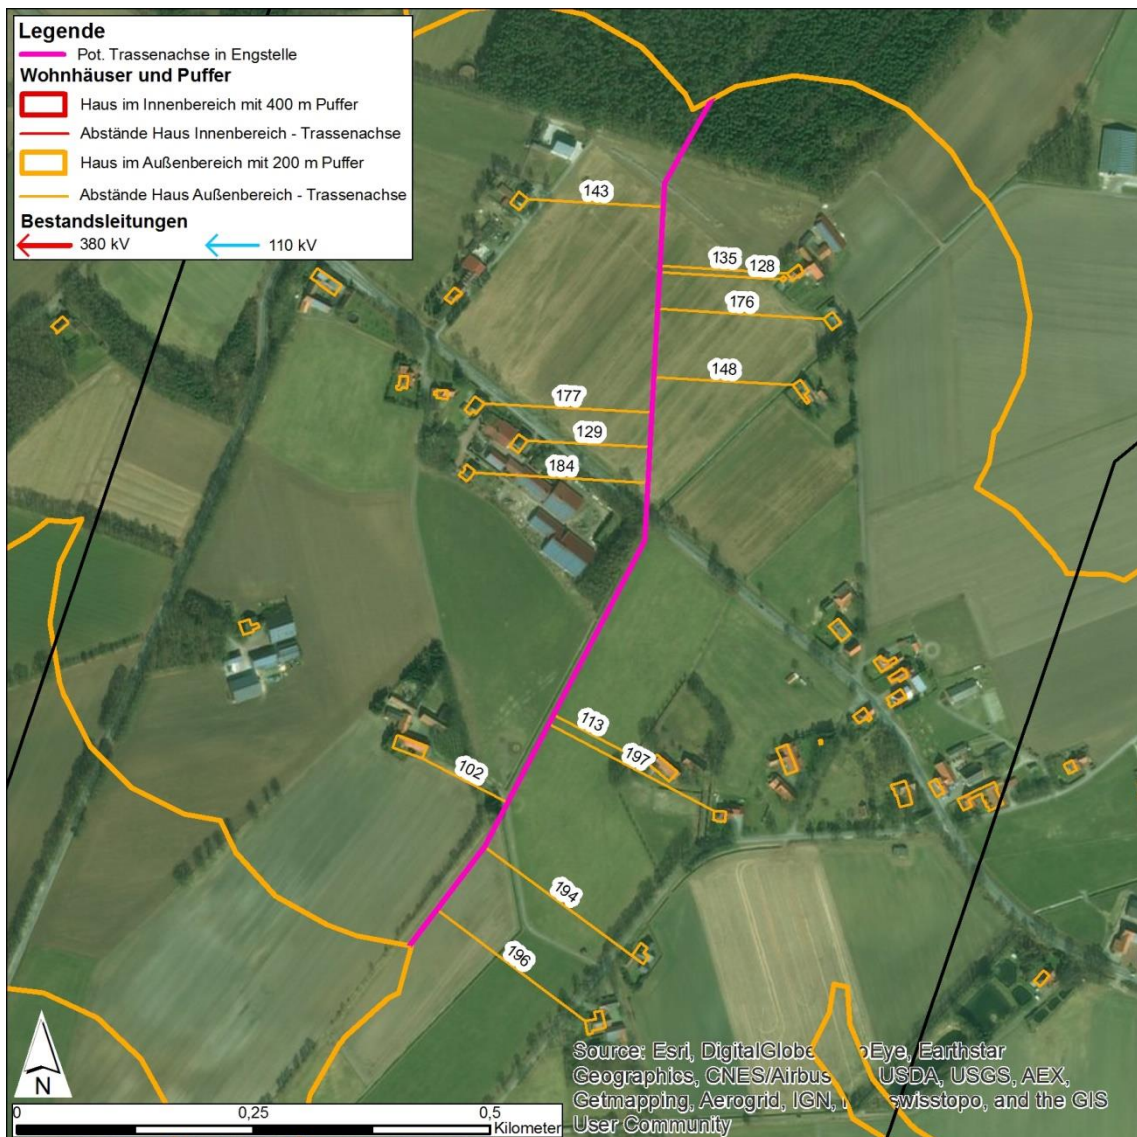 Legende
Pot. Trassenachse in Engstelle
Wohnhäuser und Puffer
Haus im Innenbereich mit 400 m Puffer
Abstände Haus Innenbereich - Trassenachse
Haus im Außenbereich mit 200 m Puffer
Abstände Haus Außenbereich - Trassenachse
Bestandsleitungen
380 kV 110 kV
143
135
128
176
148
177
129
184
113
197
102
194
196
N
0 0,25 0,5 Kilometer
Source: Esri, DigitalGlobe, oEye, Earthstar
Geographics, CNES/Airbus USDA, USGS, AEX,
Getmapping, Aerogrid, IGN, swisstopo, and the GIS
User Community